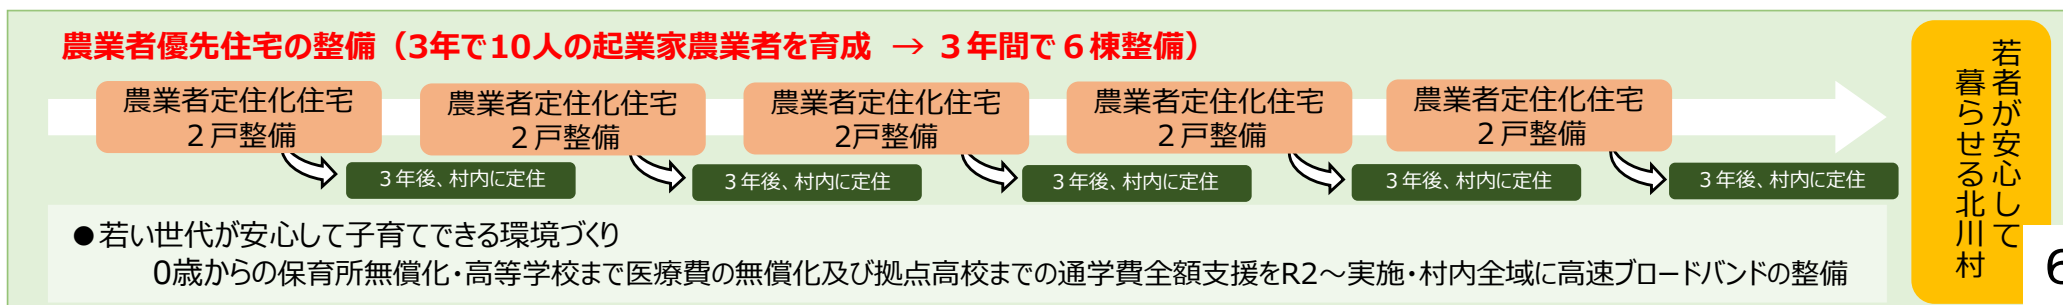 農業者優先住宅の整備（3年で10人の起業家農業者を育成 → ３年間で６棟整備）
農業者定住化住宅
２戸整備
農業者定住化住宅
２戸整備
農業者定住化住宅
2戸整備
農業者定住化住宅
２戸整備
農業者定住化住宅
２戸整備
３年後、村内に定住
３年後、村内に定住
３年後、村内に定住
３年後、村内に定住
３年後、村内に定住
●若い世代が安心して子育てできる環境づくり
0歳からの保育所無償化・高等学校まで医療費の無償化及び拠点高校までの通学費全額支援をR2～実施・村内全域に高速ブロードバンドの整備
若者が安心して
暮らせる北川村
6